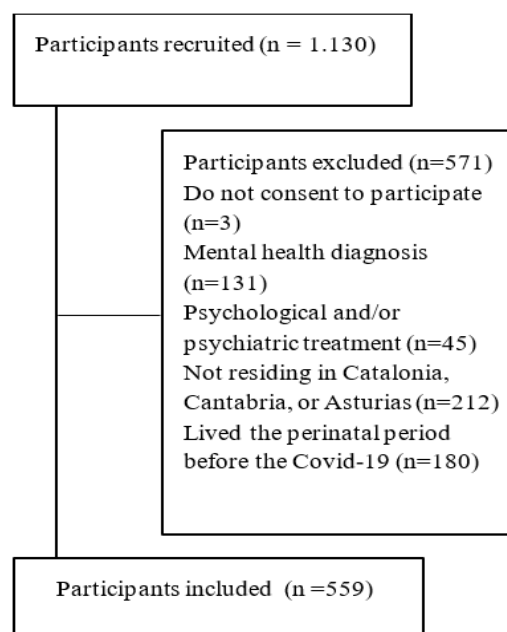 Participants recruited (n = 1.130)
Participants excluded (n=571)
Do not consent to participate
(n=3)
Mental health diagnosis
(n=131)
Psychological and/or
psychiatric treatment (n=45)
Not residing in Catalonia,
Cantabria, or Asturias (n=212)
Lived the perinatal period
before the Covid-19 (n=180)
Participants included (n =559)